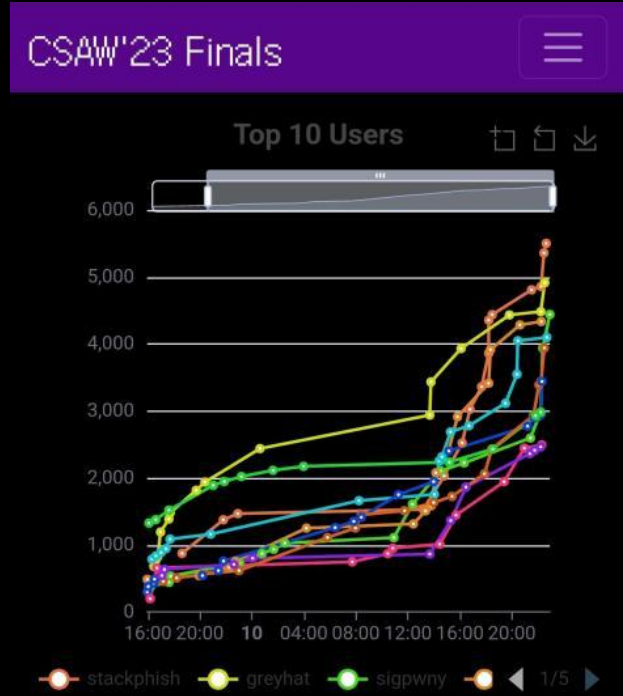 CSAW'23 Finals
Top 10 Users
6,000
5,000
4,000
3,000
2,000
1,000
0
16:00 20:00 10 04:00 08:00 12:00 16:00 20:00
stackphish greyhat sigpwny 1/5